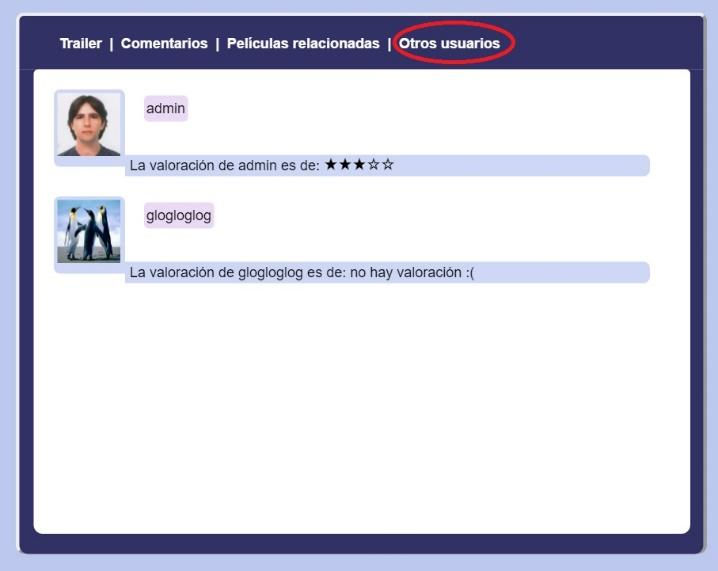 Trailer | Comentarios | Películas relacionadas | Otros usuarios
admin
La valoración de admin es de: ★★★☆☆
glogloglog
La valoración de glogloglog es de: no hay valoración :(